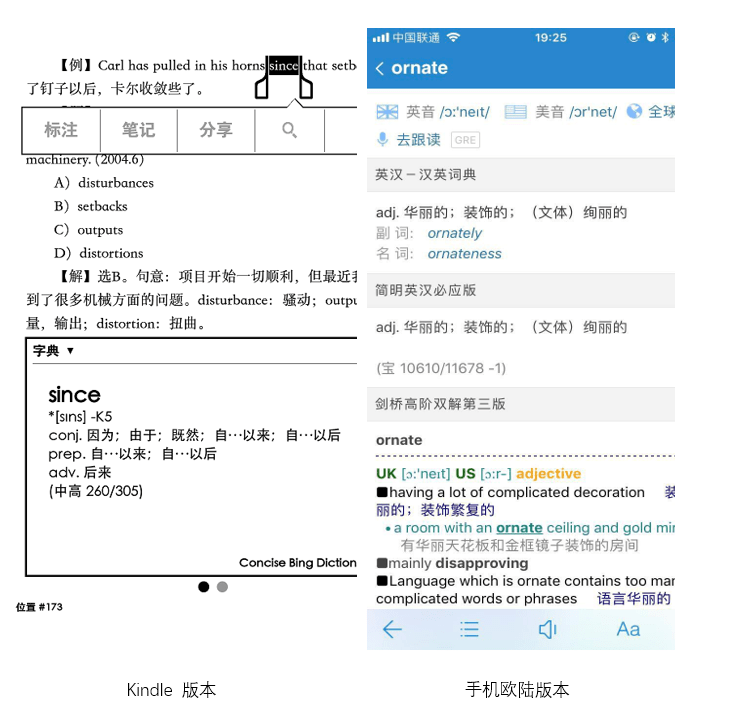 【例】Carl has pulled in his horns since that setb
了钉子以后，卡尔收敛些了。
标注 笔记 分享
machinery. (2004.6)
A）disturbances
B）setbacks
C）outputs
D）distortions
【解】选B。句意：项目开始一切顺利，但最近我
到了很多机械方面的问题。disturbance：骚动；outpu
量，输出；distortion：扭曲。
字典 ▼
since
*[sɪns] -K5
conj. 因为；由于；既然；自…以来；自…以后
prep. 自…以来；自…以后
adv. 后来
(中高 260/305)
Concise Bing Diction
位置 #173
Kindle 版本
中国联通 19:25
ornate
英音 /ɔː'neɪt/ 美音 /ɔr'net/ 全球
去跟读 GRE
英汉－汉英词典
adj. 华丽的；装饰的；（文体）绚丽的
副 词： ornately
名 词： ornateness
简明英汉必应版
adj. 华丽的；装饰的；（文体）绚丽的
(宝 10610/11678 -1)
剑桥高阶双解第三版
ornate
UK [ɔː'neɪt] US [ɔːr-] adjective
■having a lot of complicated decoration 装
丽的；装饰繁复的
•a room with an ornate ceiling and gold mir
有华丽天花板和金框镜子装饰的房间
■mainly disapproving
■Language which is ornate contains too man
complicated words or phrases 语言华丽的
Aa
手机欧陆版本